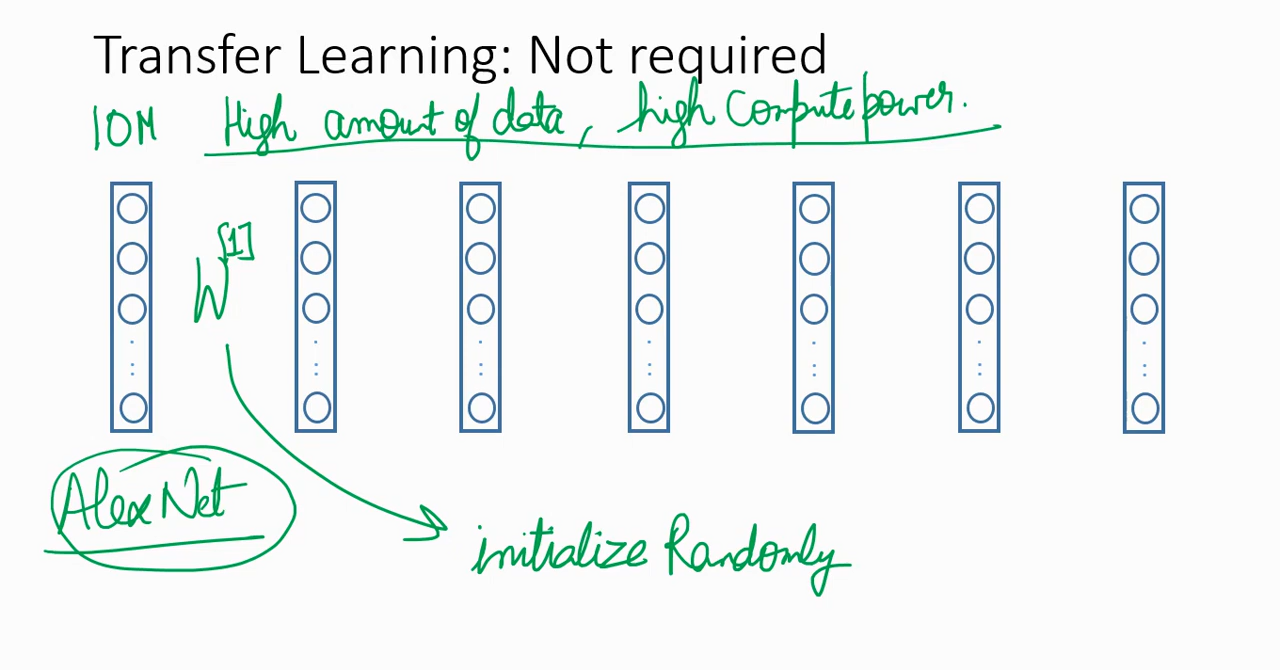 Transfer Learning: Not required
10M High amount of data, high Compute power.
W[1]
AlexNet
initialize Randomly